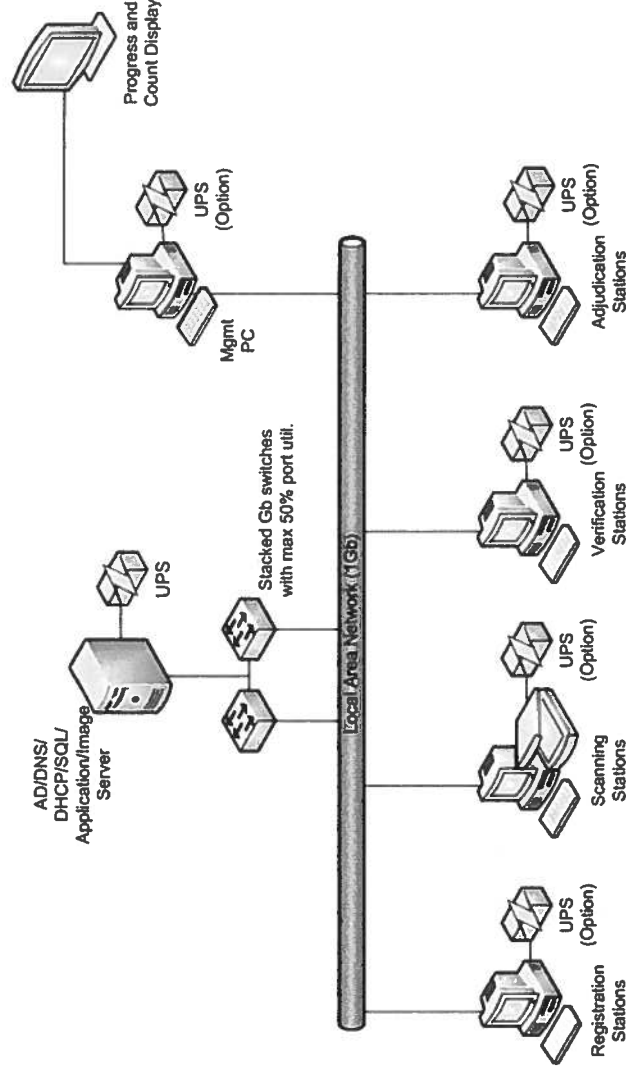 AD/DNS/
DHCP/SQL/
Application/Image
Server
UPS
Stacked Gb switches
with max 50% port util.
Mgmt
PC
UPS
(Option)
Progress and
Count Display
Local Area Network (1Gb)
Registration
Stations
UPS
(Option)
Scanning
Stations
UPS
(Option)
Verification
Stations
UPS
(Option)
Adjudication
Stations
UPS
(Option)